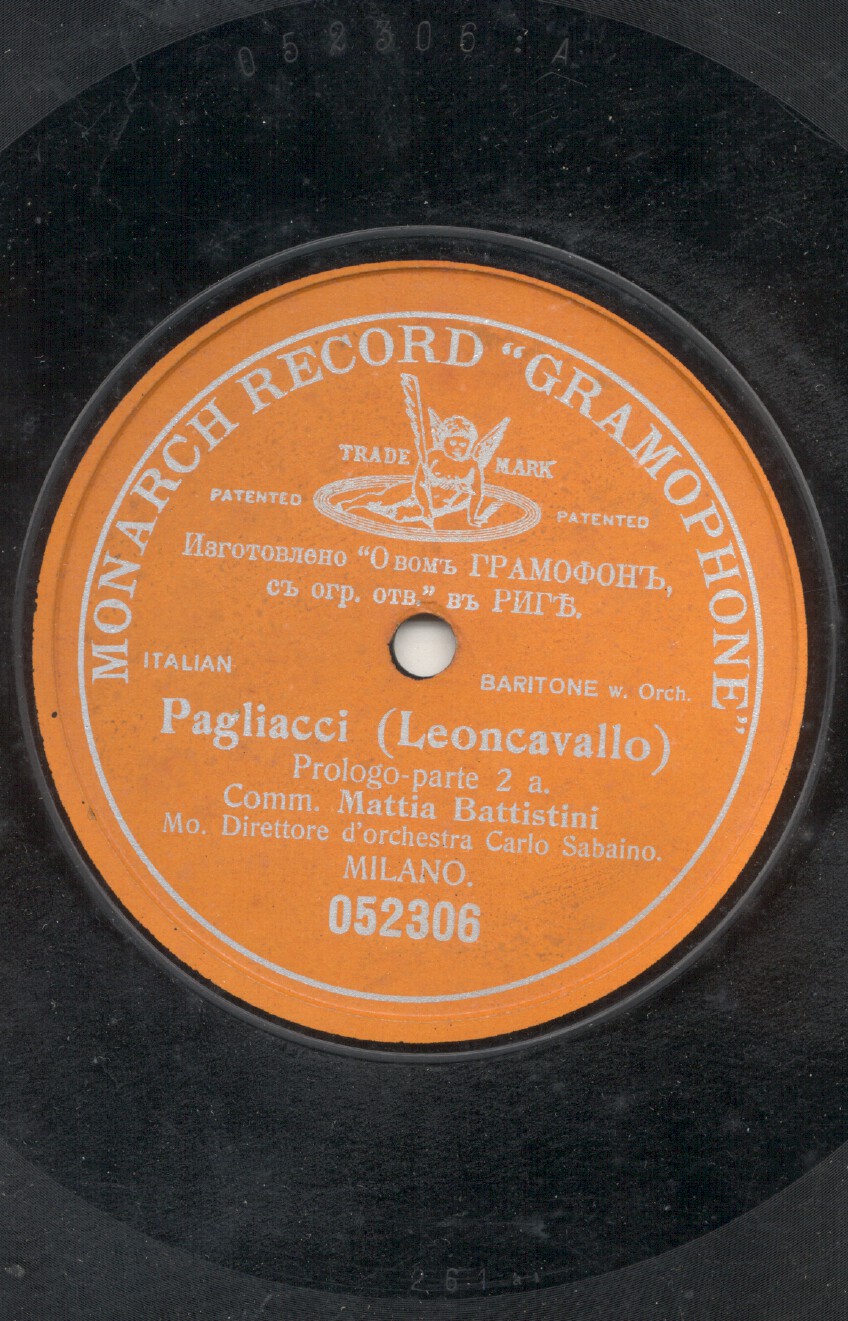 052306 : A
MONARCH RECORD “GRAMOPHONE”
TRADE MARK
PATENTED PATENTED
Изготовлено “О вомъ ГРАМОФОНЪ,
съ огр. отв.” въ РИГѢ.
ITALIAN
BARITONE w. Orch.
Pagliacci (Leoncavallo)
Prologo-parte 2 a.
Comm. Mattia Battistini
Mo. Direttore d'orchestra Carlo Sabaino.
MILANO.
052306
261